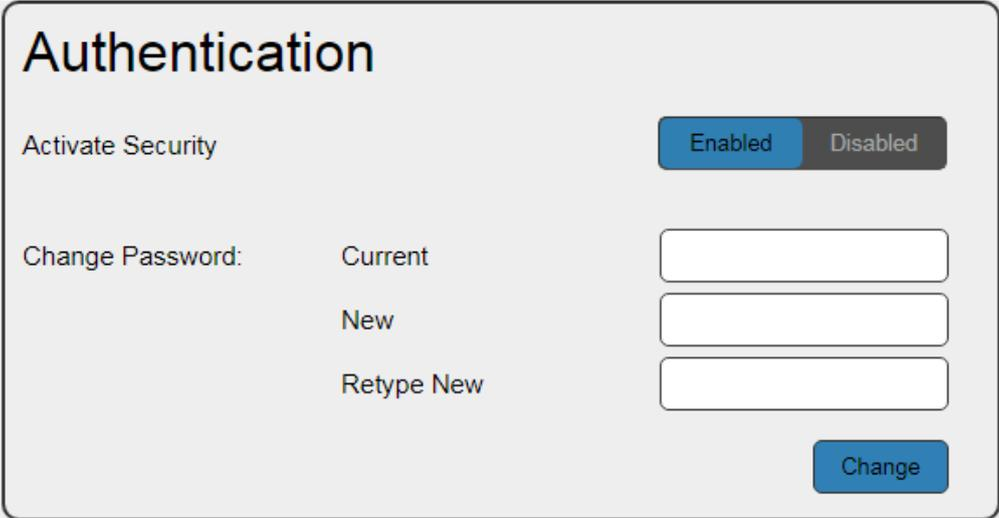 Authentication
Activate Security Enabled Disabled
Change Password: Current
New
Retype New
Change